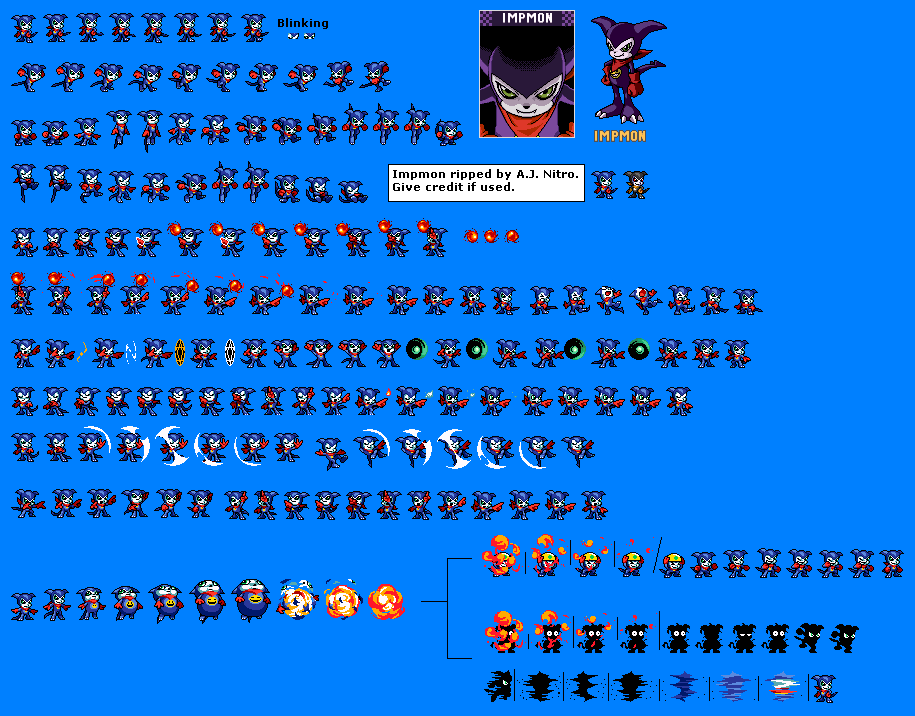 Blinking
IMPMON
IMPMON
Impmon ripped by A.J. Nitro.
Give credit if used.